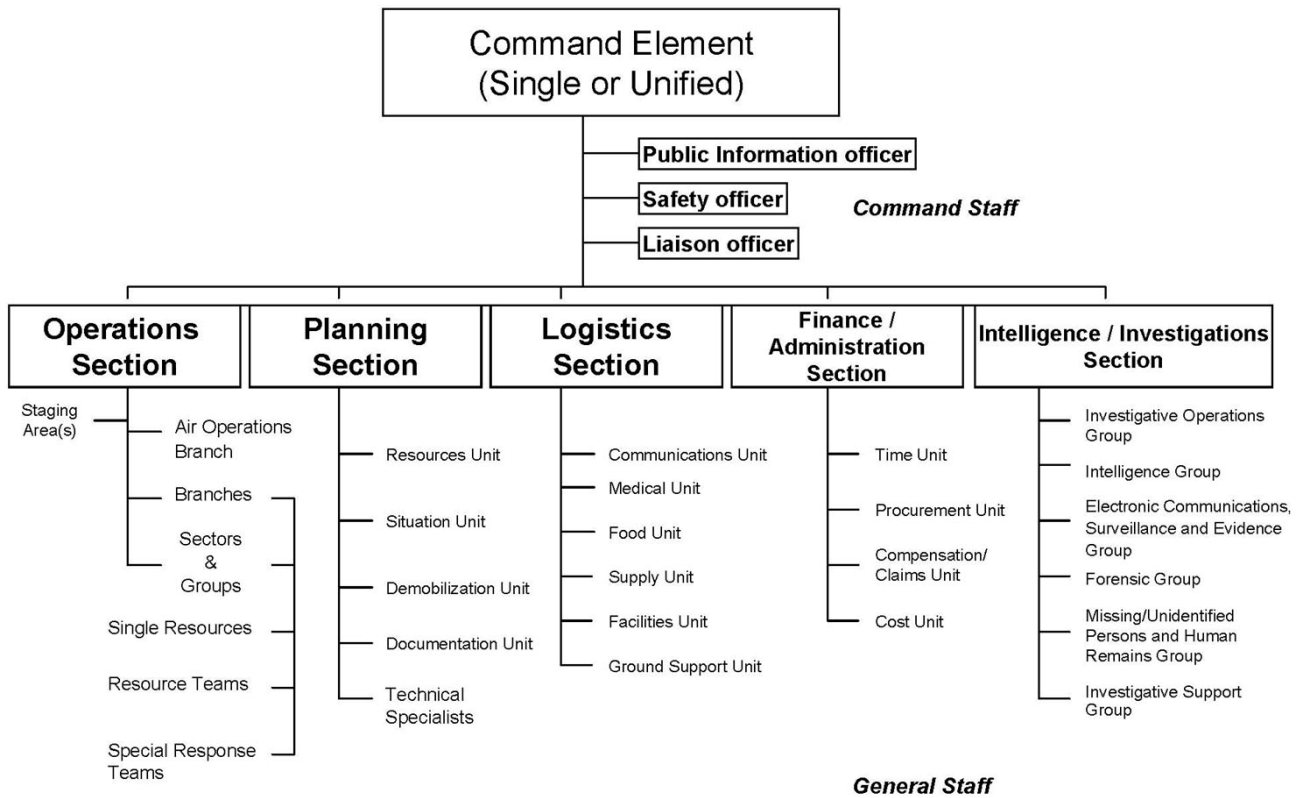 Command Element
(Single or Unified)
Public Information officer
Safety officer
Command Staff
Liaison officer
Operations
Section
Planning
Section
Logistics
Section
Finance /
Administration
Section
Intelligence / Investigations
Section
Staging
Area(s)
Air Operations
Branch
Branches
Sectors
&
Groups
Single Resources
Resource Teams
Special Response
Teams
Resources Unit
Situation Unit
Demobilization Unit
Documentation Unit
Technical
Specialists
Communications Unit
Medical Unit
Food Unit
Supply Unit
Facilities Unit
Ground Support Unit
Time Unit
Procurement Unit
Compensation/
Claims Unit
Cost Unit
Investigative Operations
Group
Intelligence Group
Electronic Communications,
Surveillance and Evidence
Group
Forensic Group
Missing/Unidentified
Persons and Human
Remains Group
Investigative Support
Group
General Staff